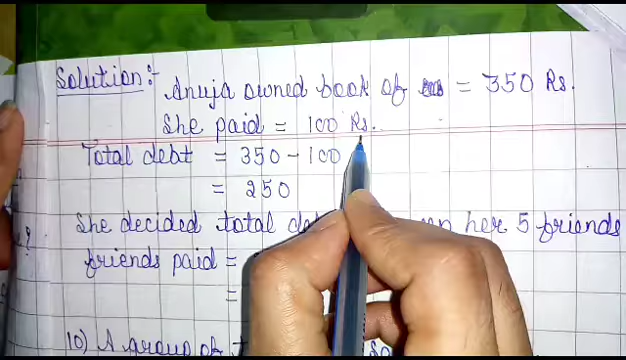 Solution:-
Anuja owned book of = 350 Rs.
She paid = 100 Rs.
Total debt = 350 - 100
= 250
She decided total her 5 friends
friends paid =
=
10) A group of